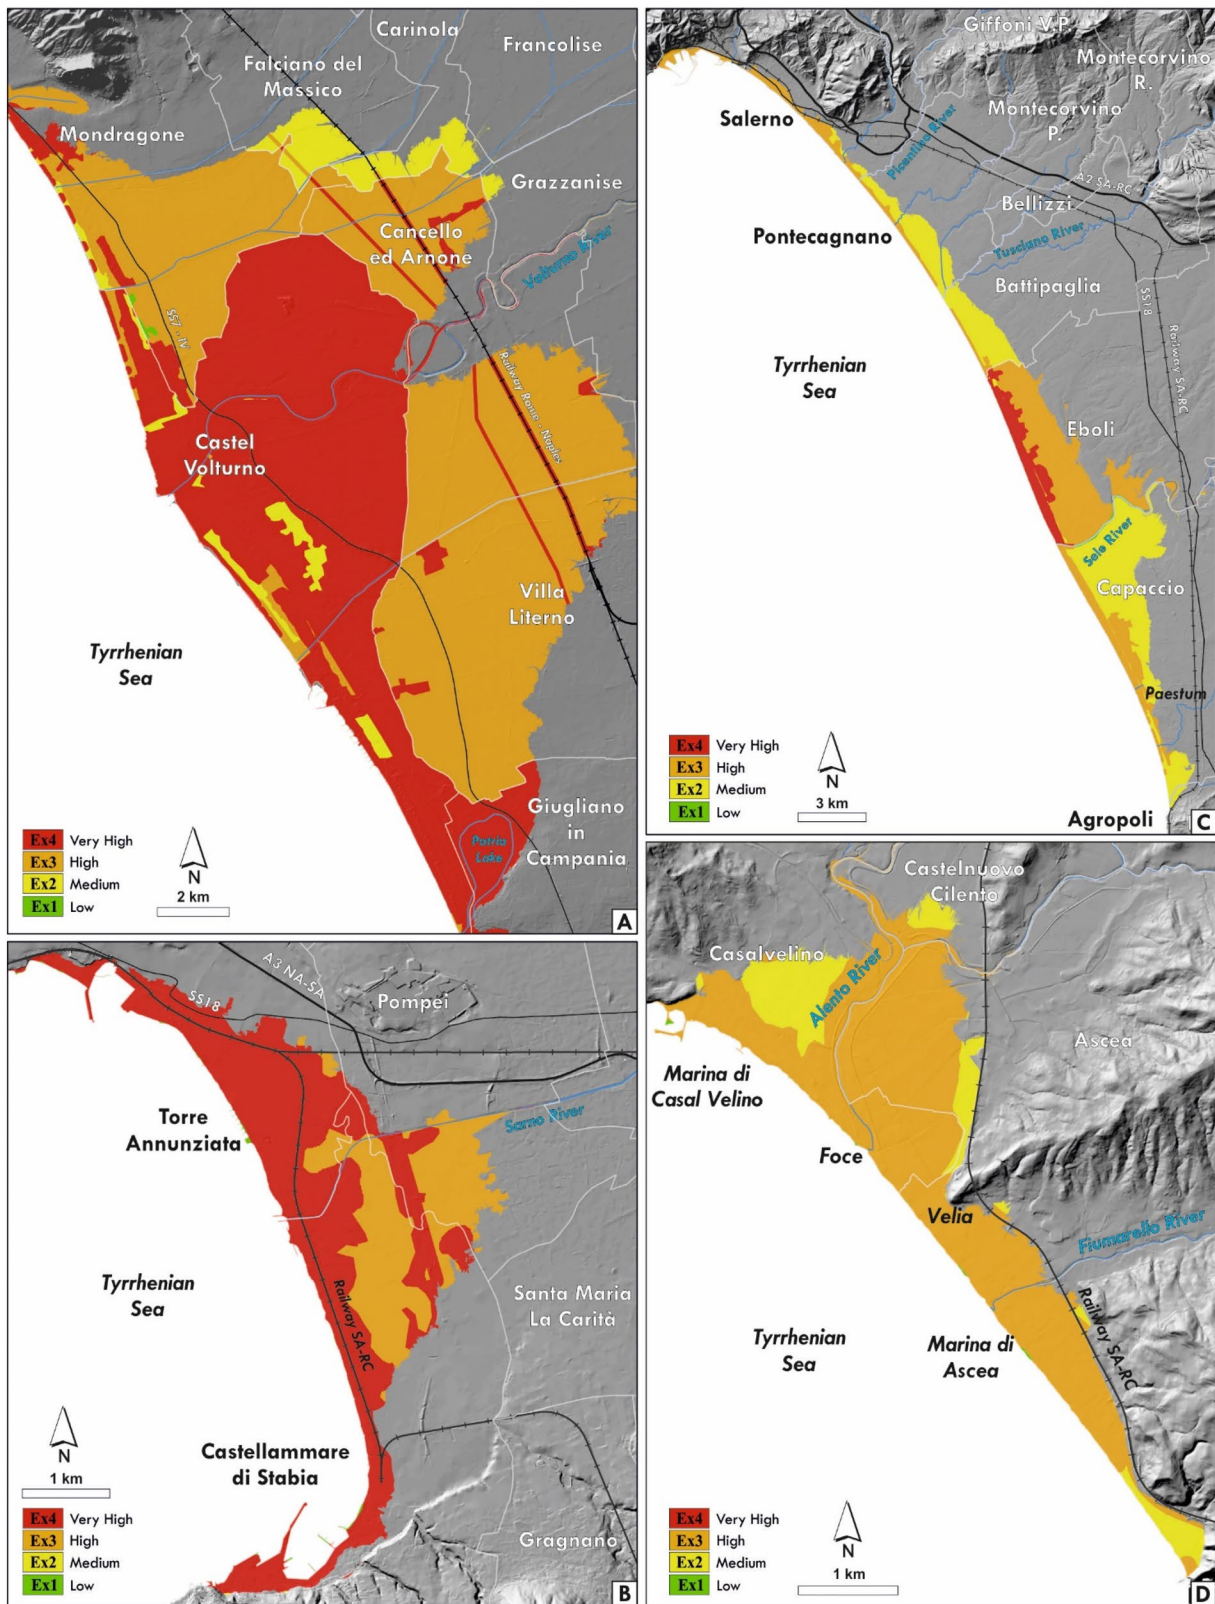 Carinola
Francolise
Falciano del
Massico
Mondragone
Grazzanise
Cancello
ed Arnone
Volturno River
SS7 - IV
Railway Rome - Naples
Castel
Volturno
Villa
Literno
Tyrrhenian
Sea
Giugliano
in
Campania
Patria
Lake
Ex4 Very High
Ex3 High
Ex2 Medium
Ex1 Low
N
2 km
A
A3 NA-SA
SS18
Pompei
Torre
Annunziata
Sarno River
Tyrrhenian
Sea
Railway SA-RC
Santa Maria
La Carità
Castellammare
di Stabia
Gragnano
N
1 km
Ex4 Very High
Ex3 High
Ex2 Medium
Ex1 Low
B
Giffoni V.P.
Montecorvino
R.
Montecorvino
P.
Salerno
Picentino River
A2 SA-RC
Bellizzi
Pontecagnano
Tusciano River
Battipaglia
SS18
Railway SA-RC
Tyrrhenian
Sea
Eboli
Sele River
Capaccio
Paestum
Ex4 Very High
Ex3 High
Ex2 Medium
Ex1 Low
N
3 km
Agropoli
C
Castelnuovo
Cilento
Casalvelino
Alento River
Ascea
Marina di
Casal Velino
Foce
Velia
Fiumarello River
Tyrrhenian
Sea
Marina di
Ascea
Railway SA-RC
Ex4 Very High
Ex3 High
Ex2 Medium
Ex1 Low
N
1 km
D